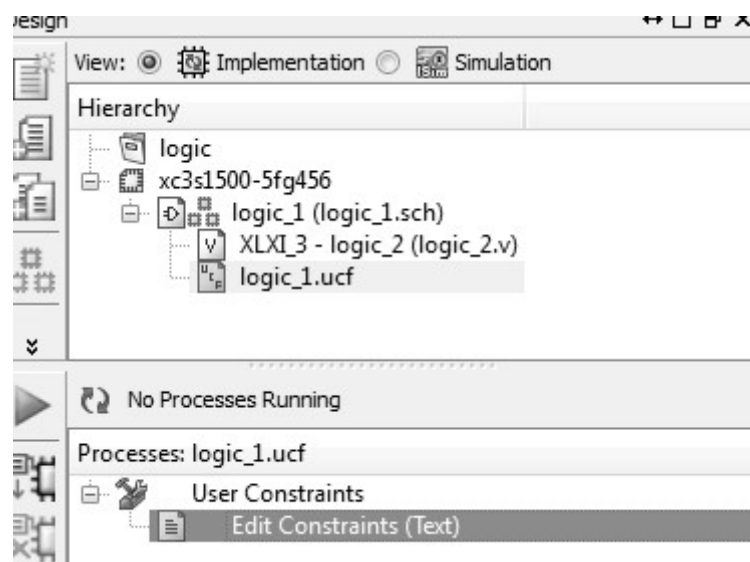 Design
View: Implementation Simulation
Hierarchy
logic
xc3s1500-5fg456
logic_1 (logic_1.sch)
XLXI_3 - logic_2 (logic_2.v)
logic_1.ucf
No Processes Running
Processes: logic_1.ucf
User Constraints
Edit Constraints (Text)